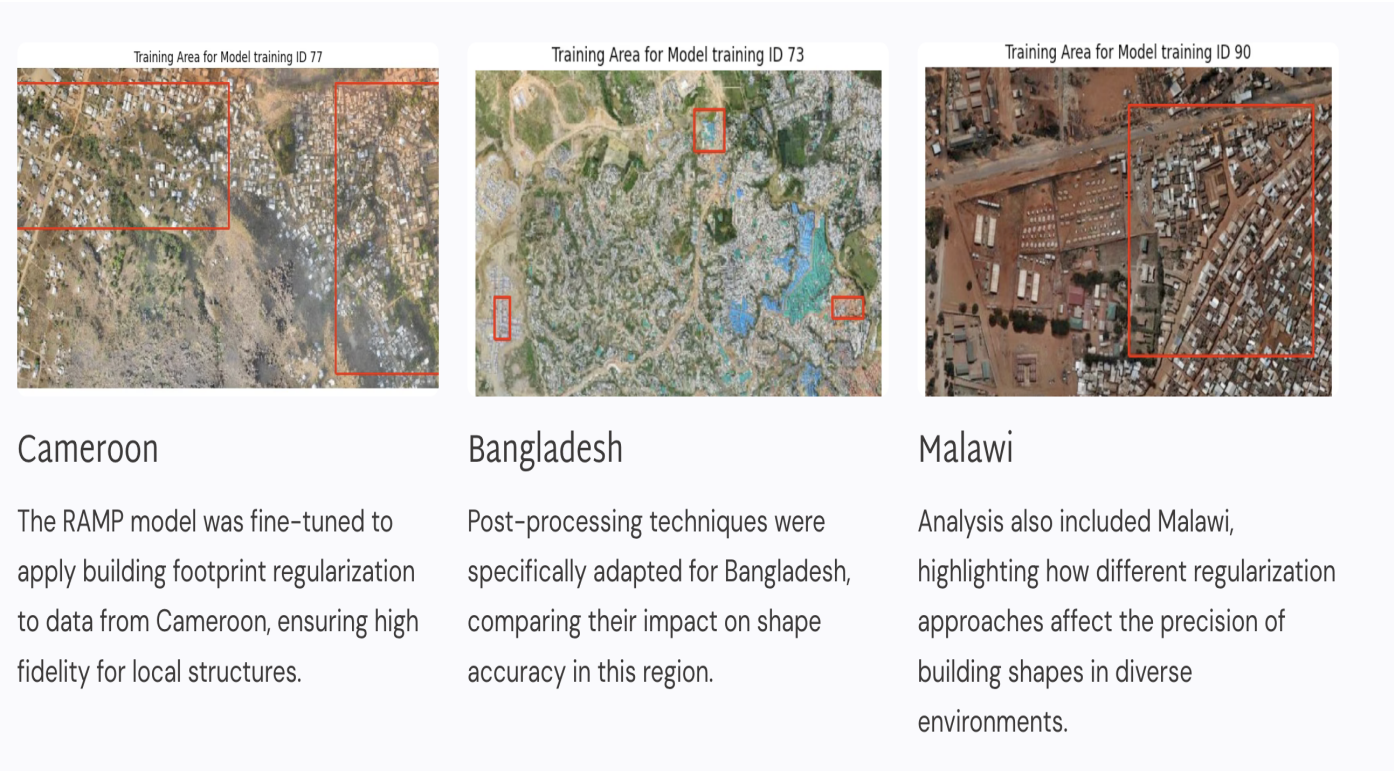 Training Area for Model training ID 77
Training Area for Model training ID 73
Training Area for Model training ID 90
Cameroon
The RAMP model was fine-tuned to
apply building footprint regularization
to data from Cameroon, ensuring high
fidelity for local structures.
Bangladesh
Post-processing techniques were
specifically adapted for Bangladesh,
comparing their impact on shape
accuracy in this region.
Malawi
Analysis also included Malawi,
highlighting how different regularization
approaches affect the precision of
building shapes in diverse
environments.